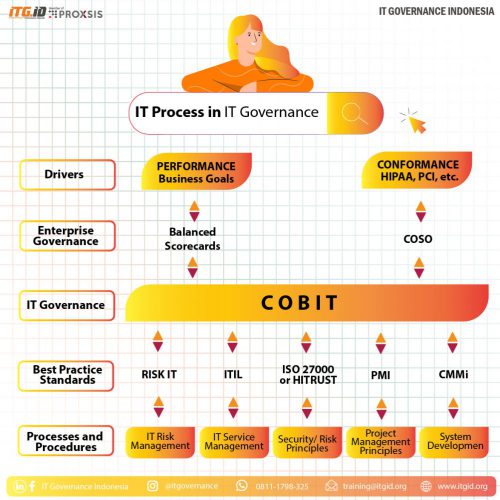 ITG.iD
Member of
PROXSIS
IT GOVERNANCE INDONESIA
IT Process in IT Governance
Drivers
PERFORMANCE
Business Goals
CONFORMANCE
HIPAA, PCI, etc.
Enterprise
Governance
Balanced
Scorecards
COSO
IT Governance
COBIT
Best Practice
Standards
RISK IT
ITIL
ISO 27000
or HITRUST
PMI
CMMi
Processes and
Procedures
IT Risk
Management
IT Service
Management
Security/ Risk
Principles
Project
Management
Principles
System
Developmen
IT Governance Indonesia
@itgovernance
0811-1798-325
training@itgid.org
www.itgid.org